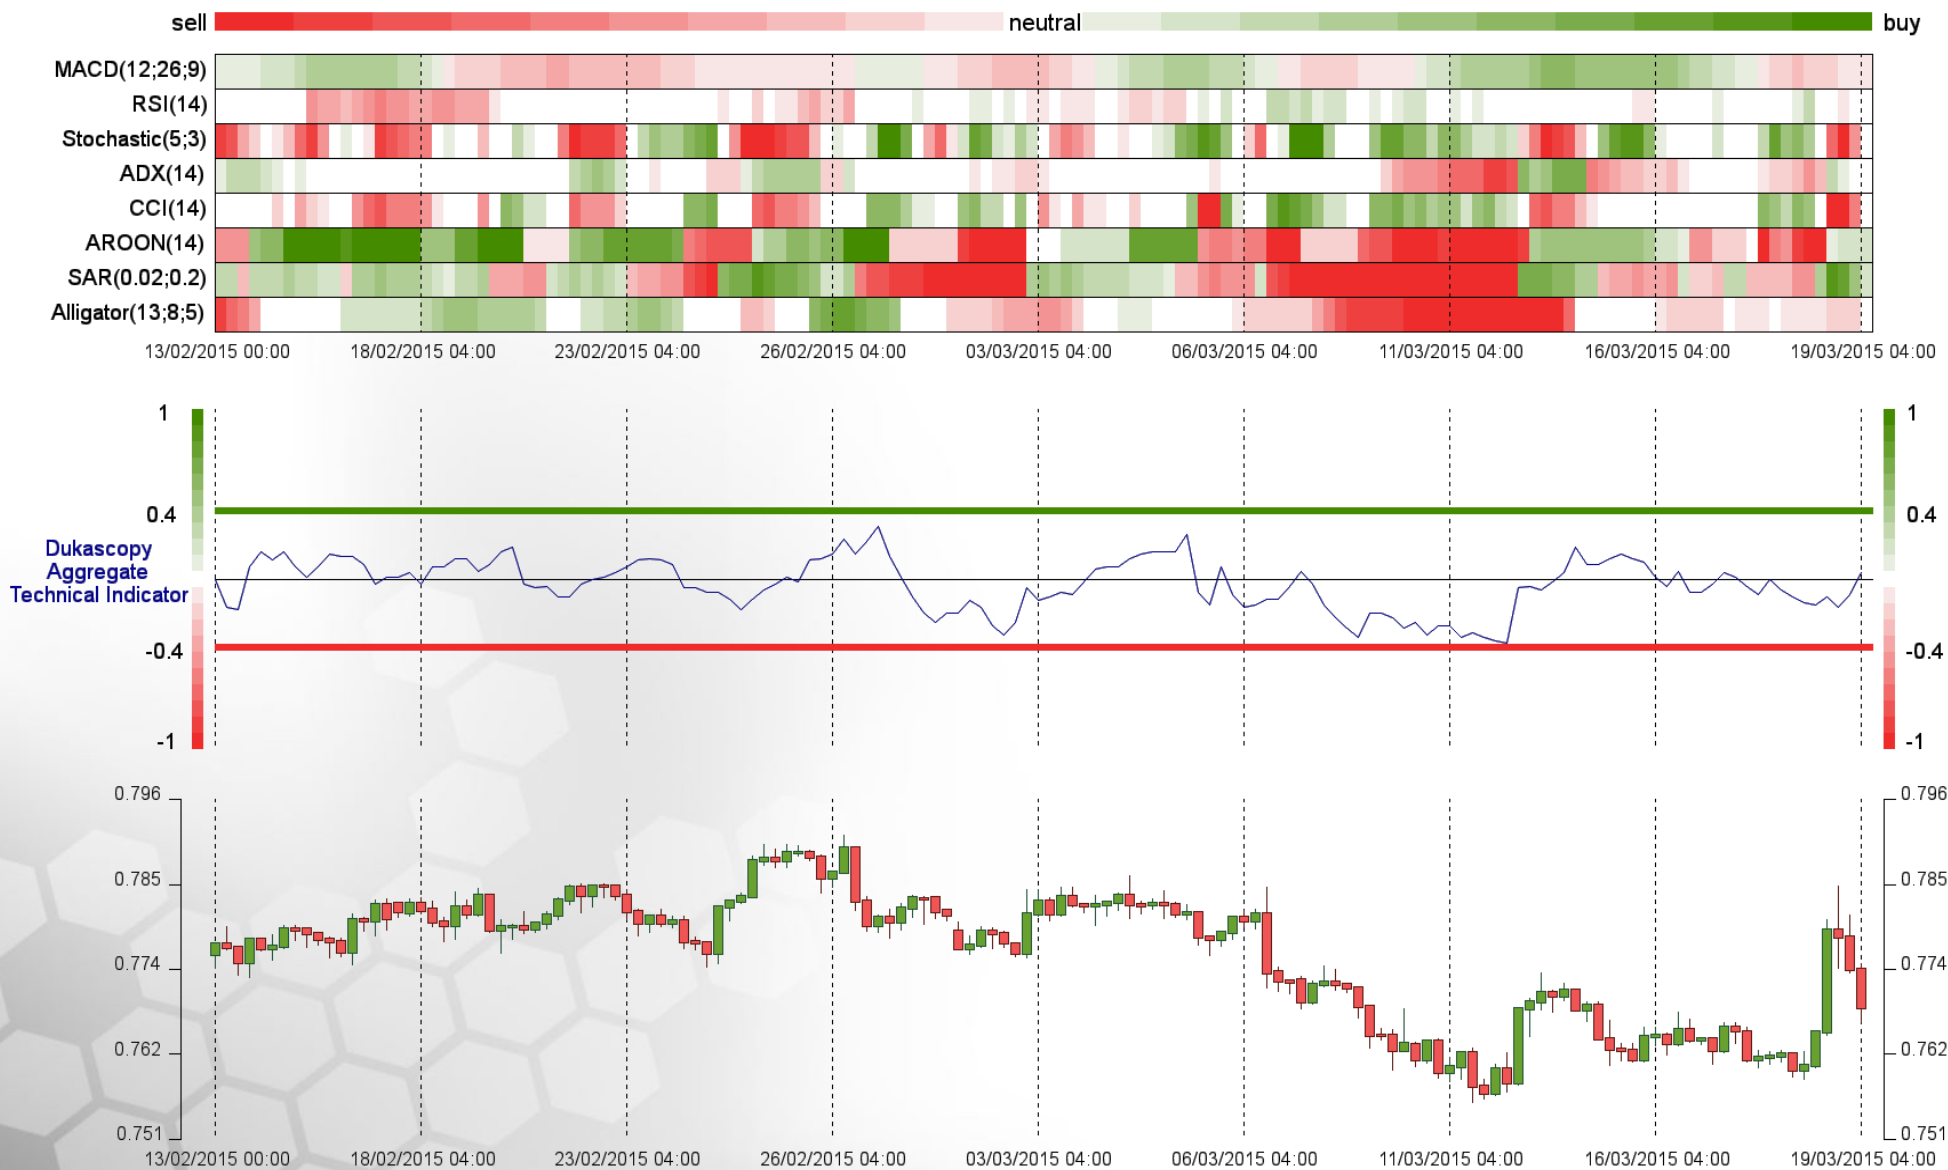 sell neutral buy
MACD(12;26;9)
RSI(14)
Stochastic(5;3)
ADX(14)
CCI(14)
AROON(14)
SAR(0.02;0.2)
Alligator(13;8;5)
13/02/2015 00:00 18/02/2015 04:00 23/02/2015 04:00 26/02/2015 04:00 03/03/2015 04:00 06/03/2015 04:00 11/03/2015 04:00 16/03/2015 04:00 19/03/2015 04:00
1 1
0.4 0.4
Dukascopy
Aggregate
Technical Indicator
-0.4 -0.4
-1 -1
0.796 0.796
0.785 0.785
0.774 0.774
0.762 0.762
0.751 0.751
13/02/2015 00:00 18/02/2015 04:00 23/02/2015 04:00 26/02/2015 04:00 03/03/2015 04:00 06/03/2015 04:00 11/03/2015 04:00 16/03/2015 04:00 19/03/2015 04:00